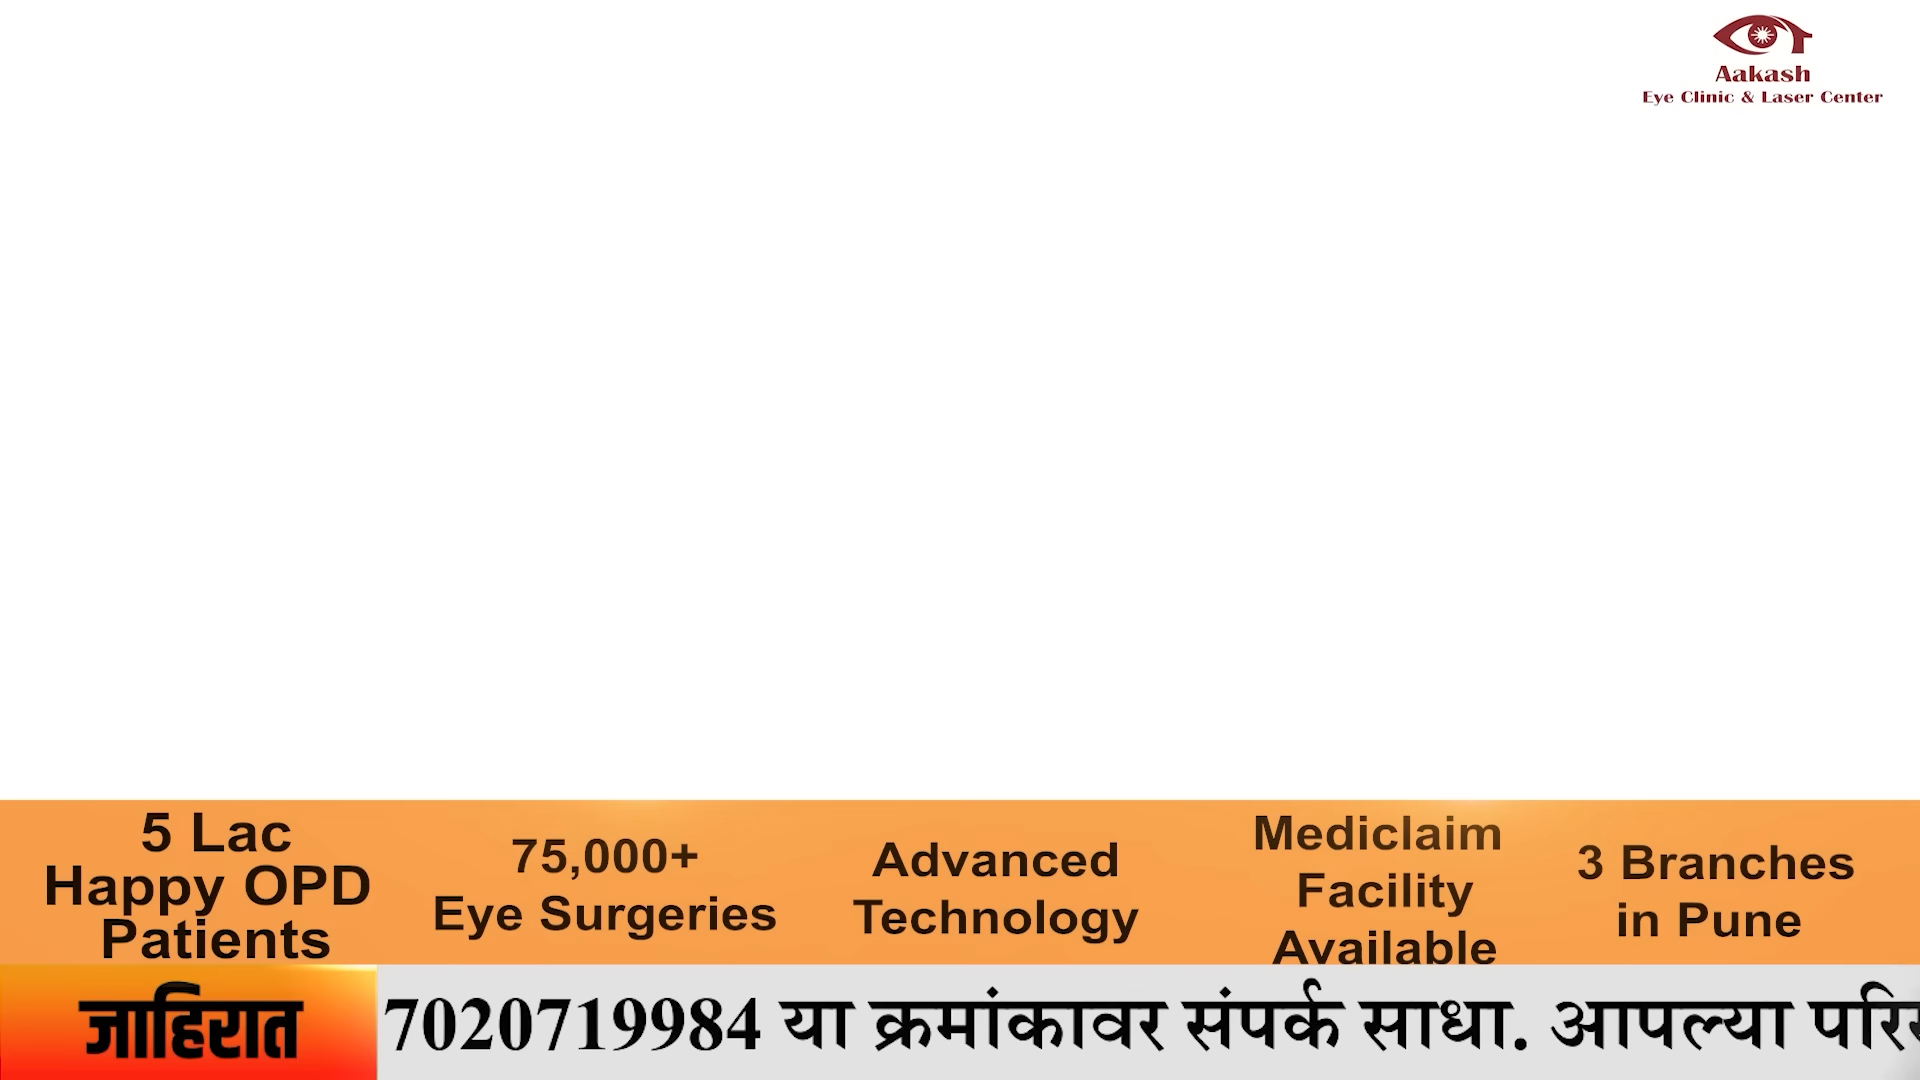 Aakash
Eye Clinic & Laser Center
5 Lac
Happy OPD
Patients
75,000+
Eye Surgeries
Advanced
Technology
Mediclaim
Facility
Available
3 Branches
in Pune
जाहिरात
7020719984 या क्रमांकावर संपर्क साधा. आपल्या